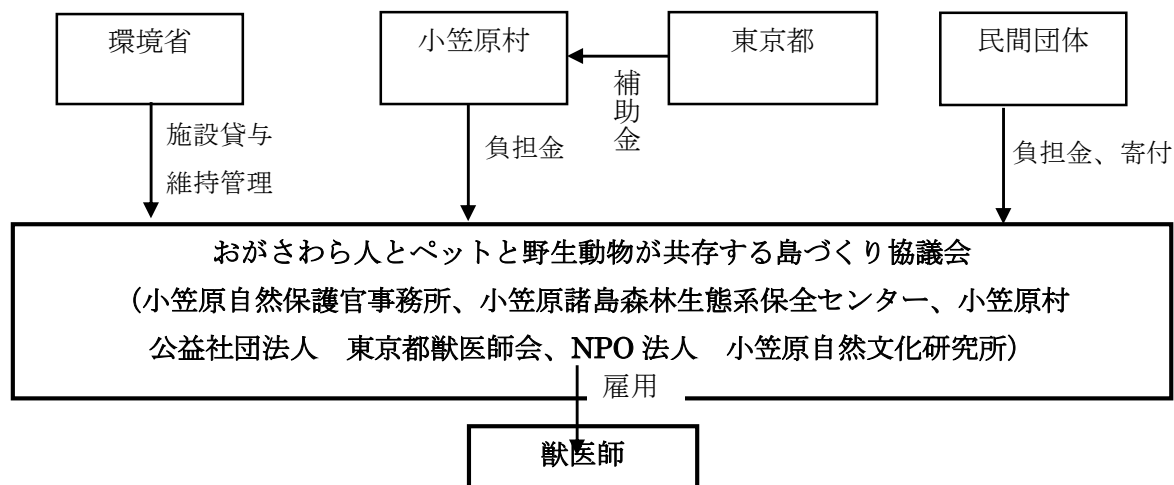 環境省
小笠原村
東京都
民間団体
補助金
施設貸与
維持管理
負担金
負担金、寄付
おがさわら人とペットと野生動物が共存する島づくり協議会
（小笠原自然保護官事務所、小笠原諸島森林生態系保全センター、小笠原村
公益社団法人　東京都獣医師会、NPO 法人　小笠原自然文化研究所）
雇用
獣医師